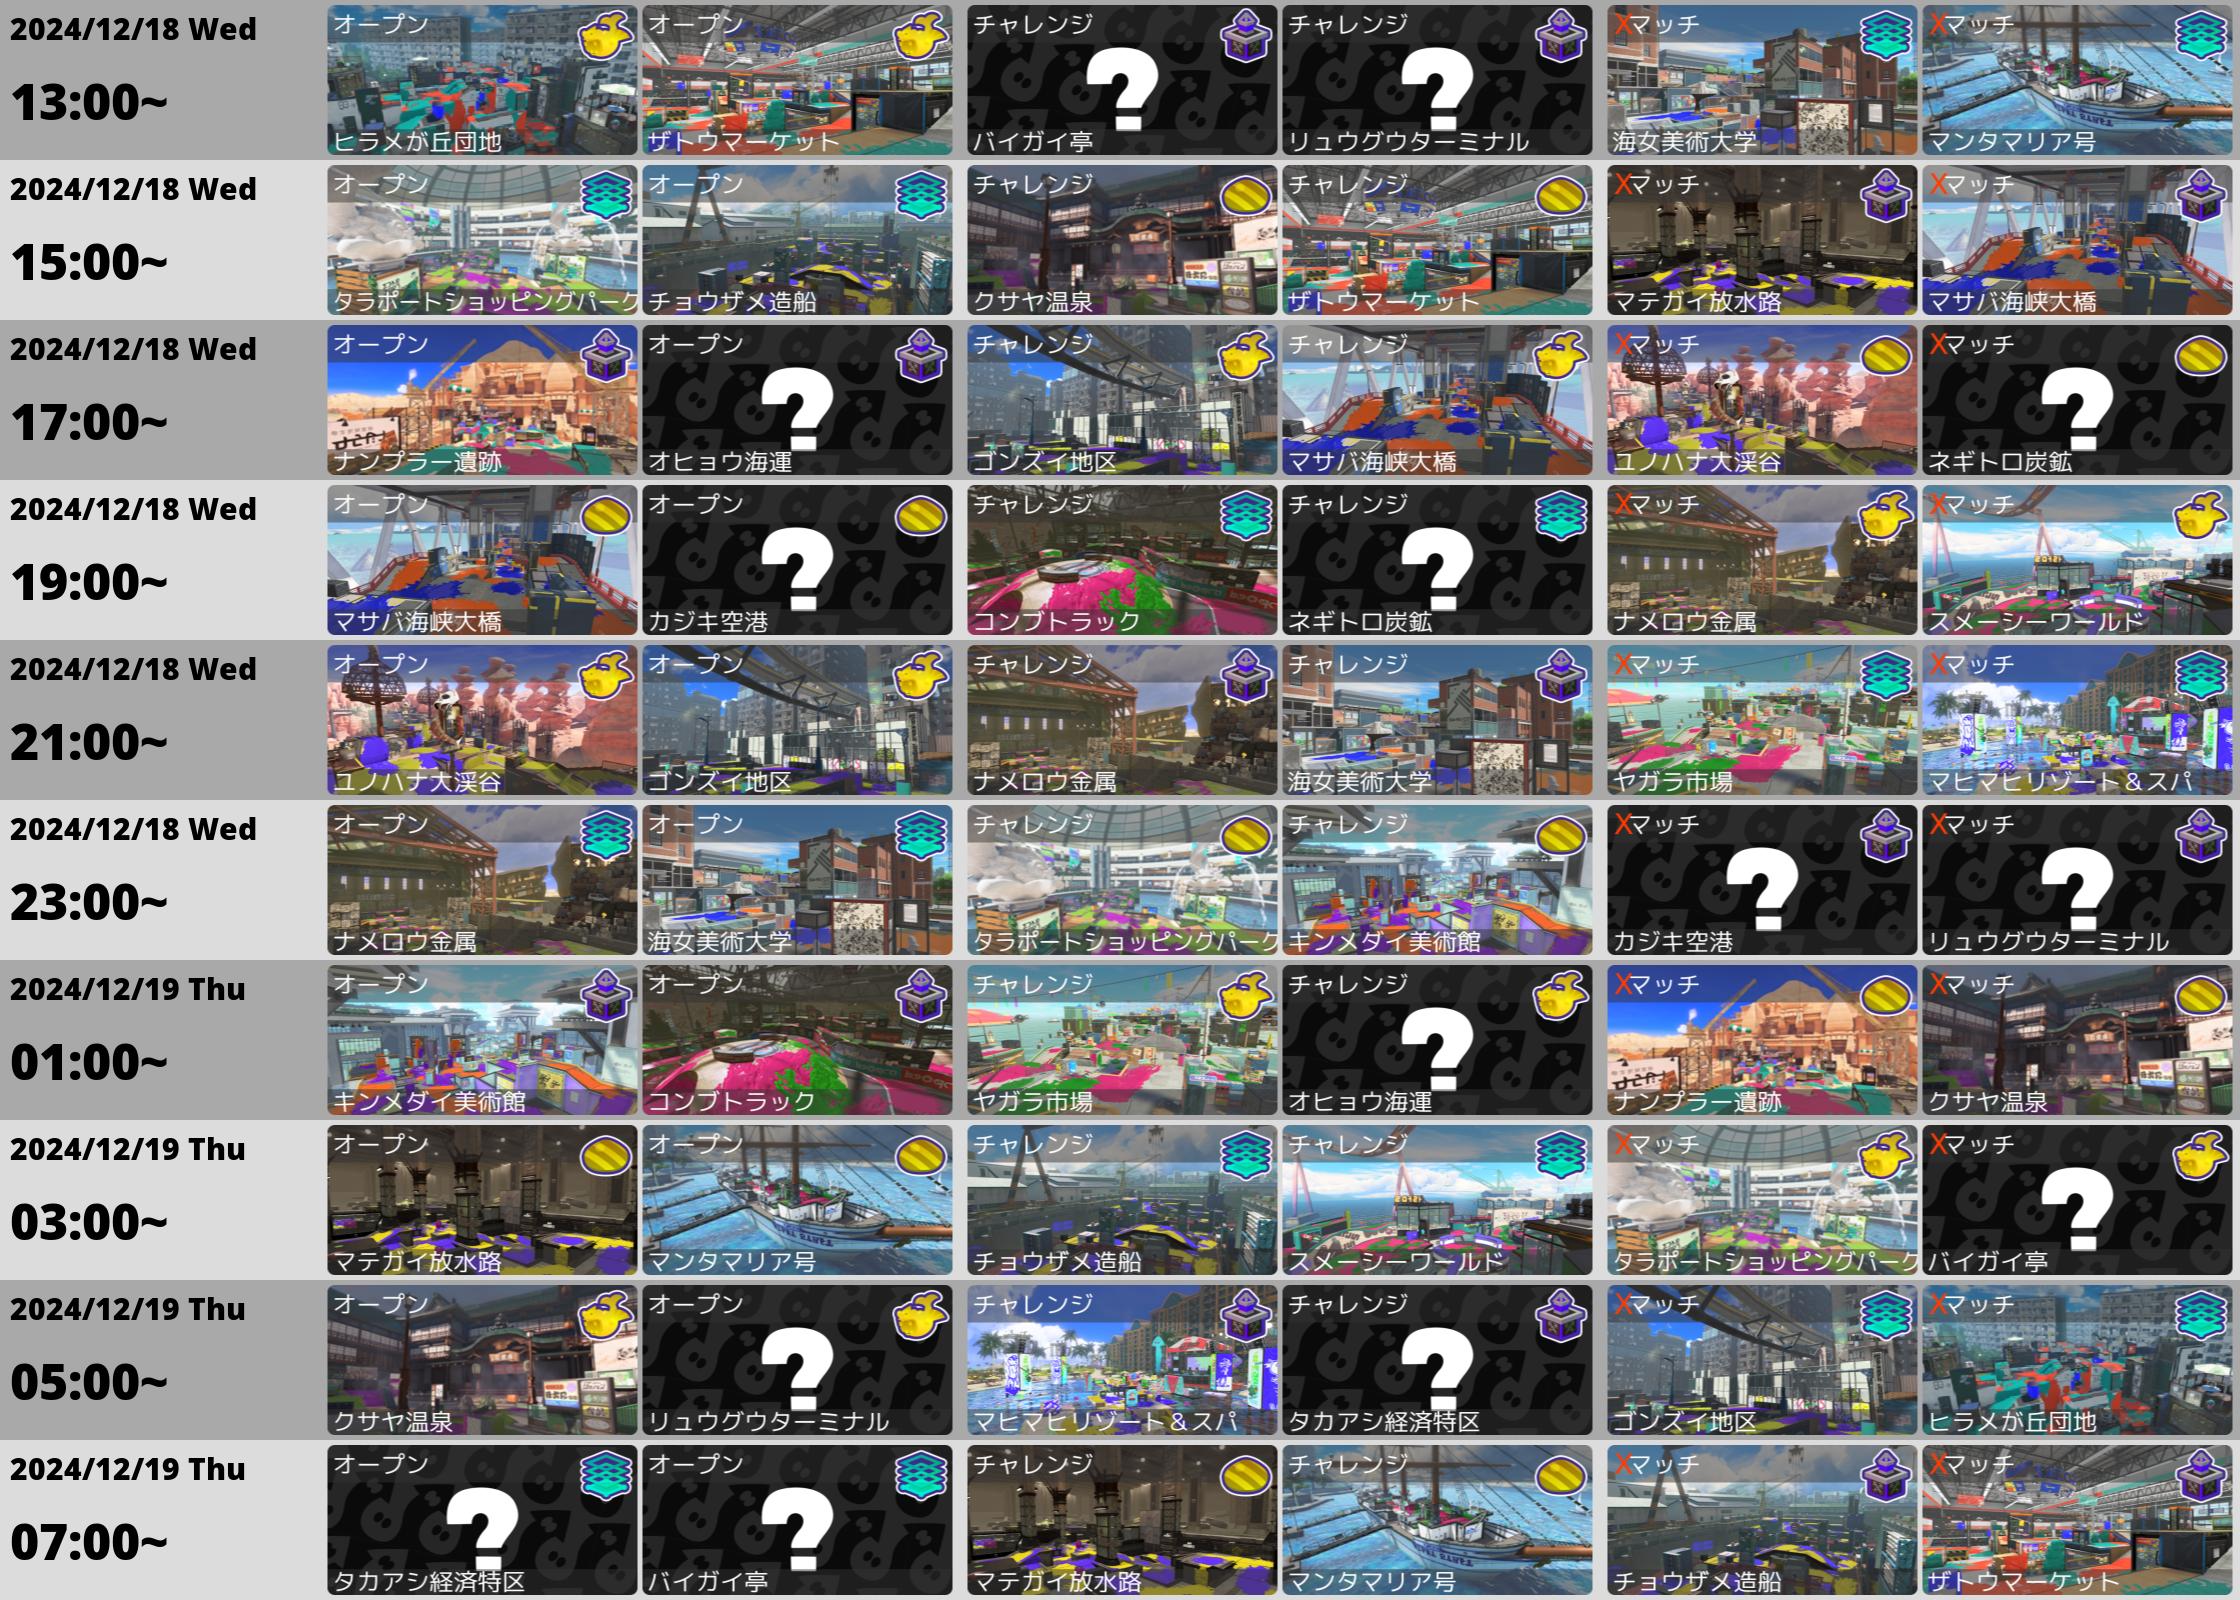 2024/12/18 Wed
13:00~
オープン
ヒラメが丘団地
オープン
ザトウマーケット
チャレンジ
バイガイ亭
チャレンジ
リュウグウターミナル
Xマッチ
海女美術大学
Xマッチ
マンタマリア号
2024/12/18 Wed
15:00~
オープン
タラポートショッピングパーク
オープン
チョウザメ造船
チャレンジ
クサヤ温泉
チャレンジ
ザトウマーケット
Xマッチ
マテガイ放水路
Xマッチ
マサバ海峡大橋
2024/12/18 Wed
17:00~
オープン
ナンプラー遺跡
オープン
オヒョウ海運
チャレンジ
ゴンズイ地区
チャレンジ
マサバ海峡大橋
Xマッチ
ユノハナ大渓谷
Xマッチ
ネギトロ炭鉱
2024/12/18 Wed
19:00~
オープン
マサバ海峡大橋
オープン
カジキ空港
チャレンジ
コンブトラック
チャレンジ
ネギトロ炭鉱
Xマッチ
ナメロウ金属
Xマッチ
スメーシーワールド
2024/12/18 Wed
21:00~
オープン
ユノハナ大渓谷
オープン
ゴンズイ地区
チャレンジ
ナメロウ金属
チャレンジ
海女美術大学
Xマッチ
ヤガラ市場
Xマッチ
マヒマヒリゾート＆スパ
2024/12/18 Wed
23:00~
オープン
ナメロウ金属
オープン
海女美術大学
チャレンジ
タラポートショッピングパーク
チャレンジ
キンメダイ美術館
Xマッチ
カジキ空港
Xマッチ
リュウグウターミナル
2024/12/19 Thu
01:00~
オープン
キンメダイ美術館
オープン
コンブトラック
チャレンジ
ヤガラ市場
チャレンジ
オヒョウ海運
Xマッチ
ナンプラー遺跡
Xマッチ
クサヤ温泉
2024/12/19 Thu
03:00~
オープン
マテガイ放水路
オープン
マンタマリア号
チャレンジ
チョウザメ造船
チャレンジ
スメーシーワールド
Xマッチ
タラポートショッピングパーク
Xマッチ
バイガイ亭
2024/12/19 Thu
05:00~
オープン
クサヤ温泉
オープン
リュウグウターミナル
チャレンジ
マヒマヒリゾート＆スパ
チャレンジ
タカアシ経済特区
Xマッチ
ゴンズイ地区
Xマッチ
ヒラメが丘団地
2024/12/19 Thu
07:00~
オープン
タカアシ経済特区
オープン
バイガイ亭
チャレンジ
マテガイ放水路
チャレンジ
マンタマリア号
Xマッチ
チョウザメ造船
Xマッチ
ザトウマーケット